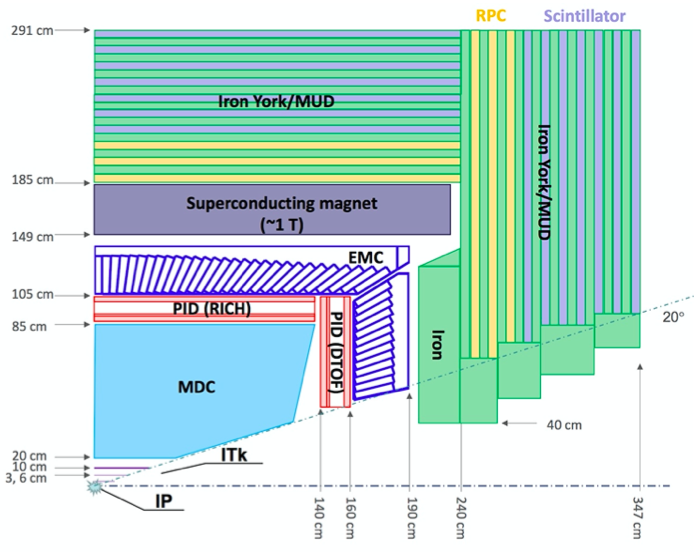 RPC Scintillator
291 cm
Iron York/MUD
Iron York/MUD
185 cm
Superconducting magnet
(~1 T)
149 cm
EMC
105 cm
PID (RICH)
PID (DTOF)
85 cm
20°
Iron
MDC
40 cm
20 cm
ITk
10 cm
3, 6 cm
IP
140 cm
160 cm
190 cm
240 cm
347 cm